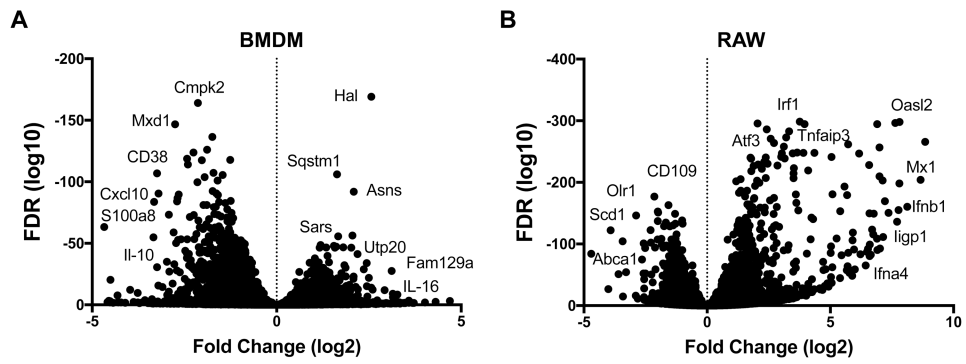 A
BMDM
-200
-150
-100
-50
0
FDR (log10)
Cmpk2
Hal
Mxd1
CD38
Sqstm1
Cxcl10
Asns
S100a8
Sars
Il-10
Utp20
Fam129a
IL-16
-5
0
5
Fold Change (log2)
B
RAW
-400
-300
-200
-100
0
FDR (log10)
Irf1
Oasl2
Atf3
Tnfaip3
CD109
Mx1
Olr1
Ifnb1
Scd1
Iigp1
Abca1
Ifna4
-5
0
5
10
Fold Change (log2)